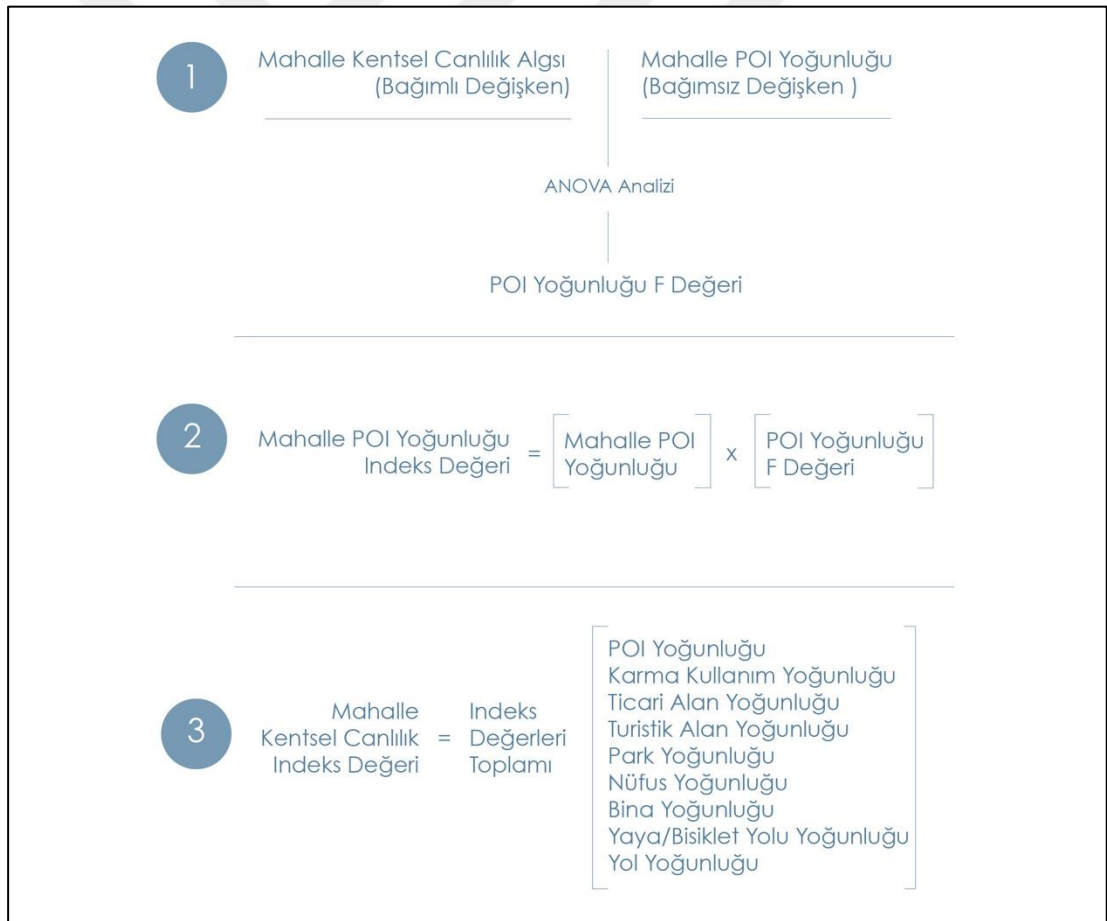 1
Mahalle Kentsel Canlılık Algsı
(Bağımlı Değişken)
Mahalle POI Yoğunluğu
(Bağımsız Değişken )
ANOVA Analizi
POI Yoğunluğu F Değeri
2
Mahalle POI Yoğunluğu
Indeks Değeri
=
Mahalle POI
Yoğunluğu
x
POI Yoğunluğu
F Değeri
3
Mahalle
Kentsel Canlılık
Indeks Değeri
=
Indeks
Değerleri
Toplamı
POI Yoğunluğu
Karma Kullanım Yoğunluğu
Ticari Alan Yoğunluğu
Turistik Alan Yoğunluğu
Park Yoğunluğu
Nüfus Yoğunluğu
Bina Yoğunluğu
Yaya/Bisiklet Yolu Yoğunluğu
Yol Yoğunluğu